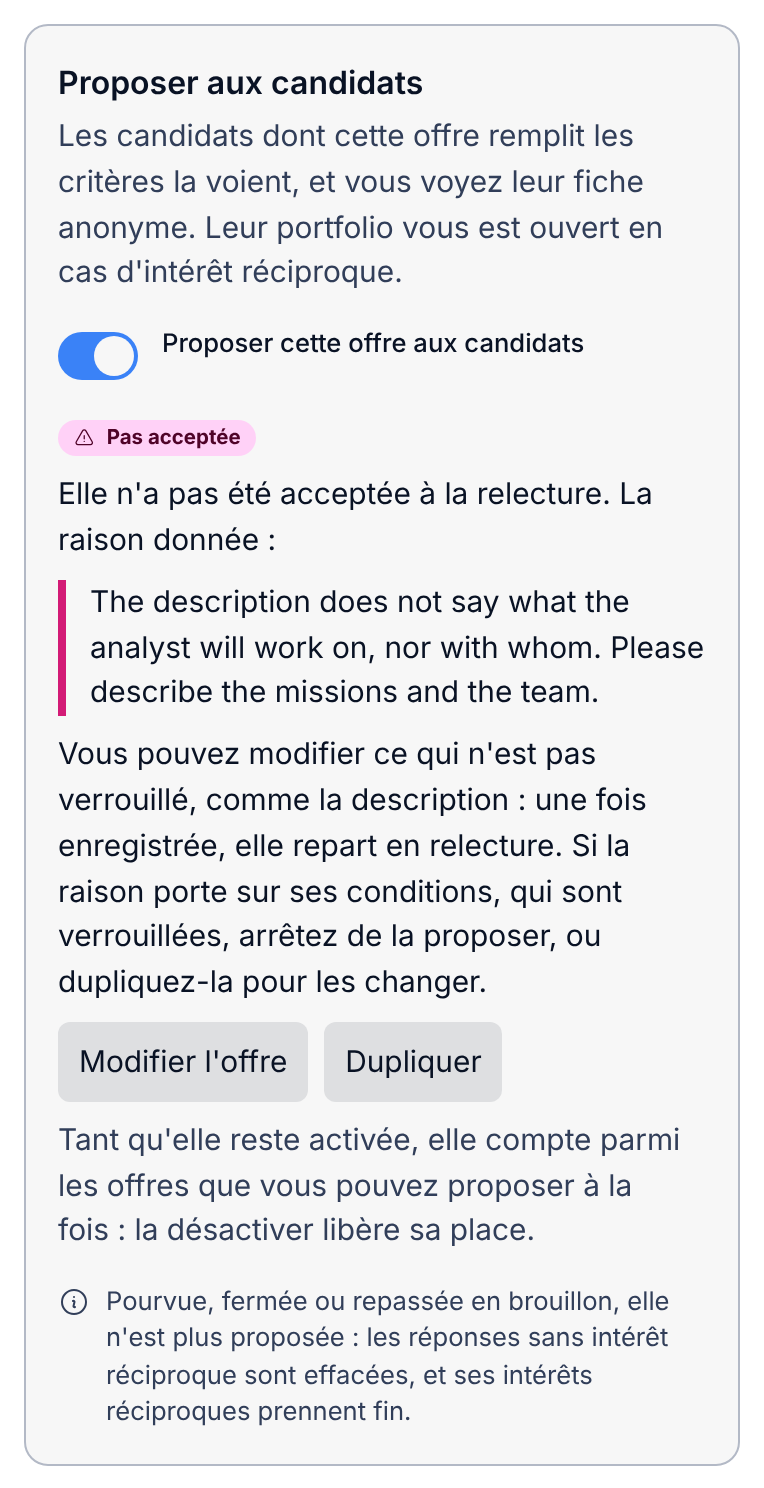 Proposer aux candidats
Les candidats dont cette offre remplit les
critères la voient, et vous voyez leur fiche
anonyme. Leur portfolio vous est ouvert en
cas d'intérêt réciproque.
Proposer cette offre aux candidats
Pas acceptée
Elle n'a pas été acceptée à la relecture. La
raison donnée :
The description does not say what the
analyst will work on, nor with whom. Please
describe the missions and the team.
Vous pouvez modifier ce qui n'est pas
verrouillé, comme la description : une fois
enregistrée, elle repart en relecture. Si la
raison porte sur ses conditions, qui sont
verrouillées, arrêtez de la proposer, ou
dupliquez-la pour les changer.
Modifier l'offre
Dupliquer
Tant qu'elle reste activée, elle compte parmi
les offres que vous pouvez proposer à la
fois : la désactiver libère sa place.
Pourvue, fermée ou repassée en brouillon, elle
n'est plus proposée : les réponses sans intérêt
réciproque sont effacées, et ses intérêts
réciproques prennent fin.